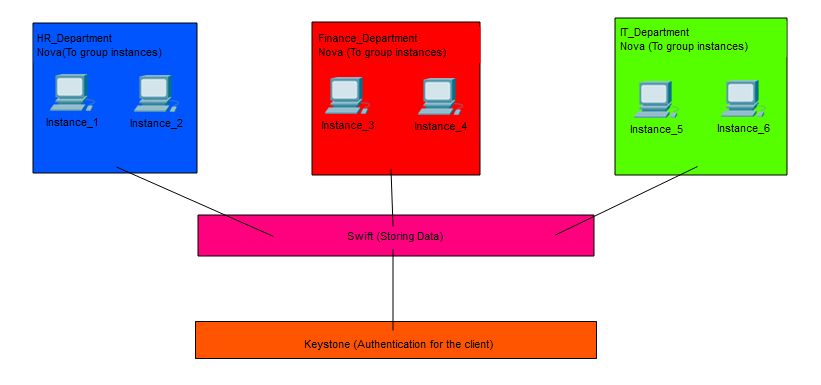 HR_Department
Nova(To group instances)
Instance_1
Instance_2
Finance_Department
Nova (To group instances)
Instance_3
Instance_4
IT_Department
Nova (To group instances)
Instance_5
Instance_6
Swift (Storing Data)
Keystone (Authentication for the client)